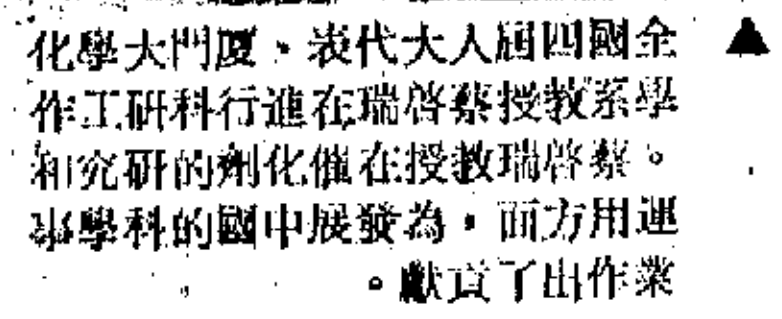 ▲全國四屆人大代表、廈門大學化
學系教授蔡啓瑞在進行科研工作
。蔡啓瑞教授在催化劑的研究和
運用方面，為發展中國的科學事
業作出了貢獻。